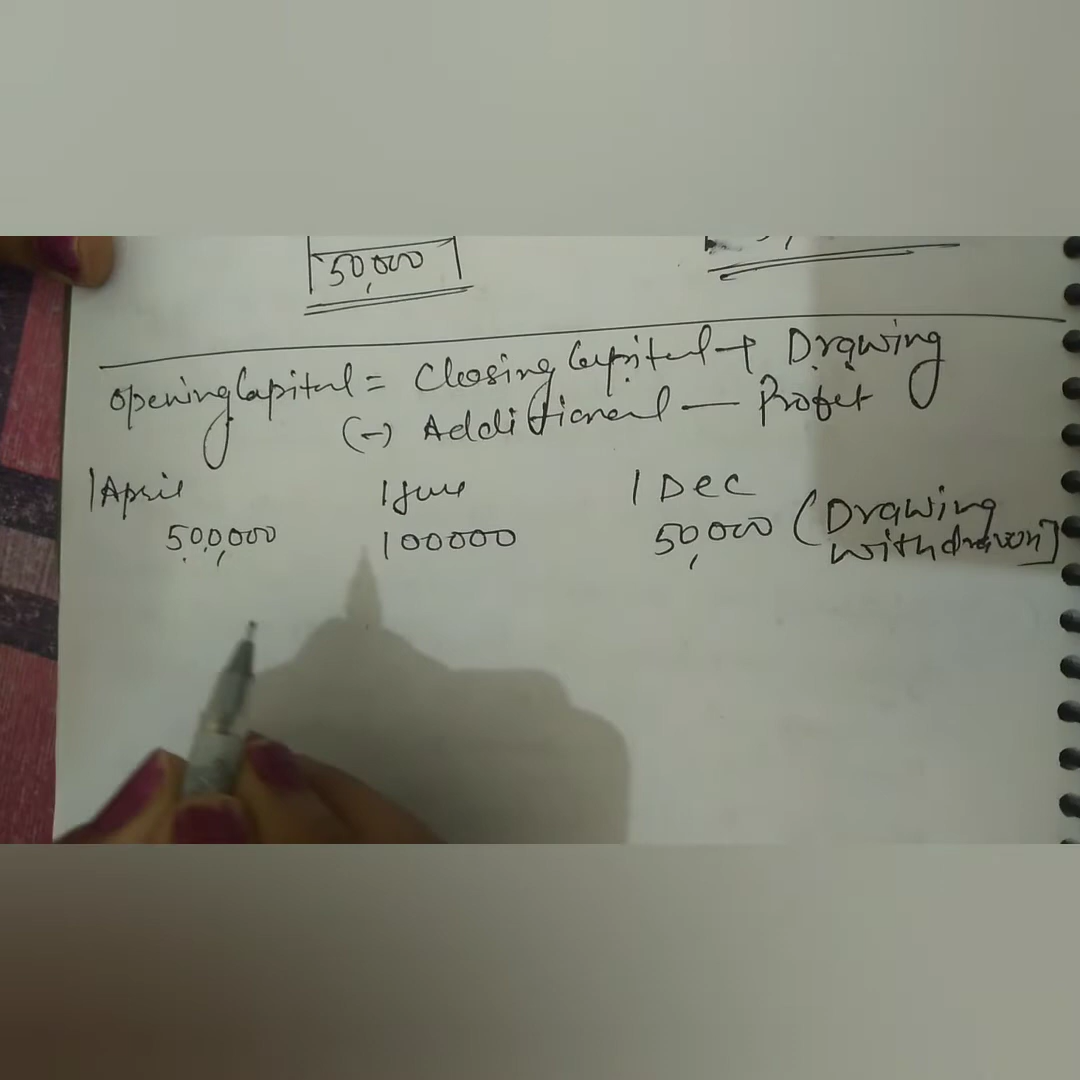 50,000
Opening Capital = Closing Capital + Drawing
(-) Additional — Profit
1 April 1 June 1 Dec
500,000 100000 50,000 (Drawing
withdrawn]